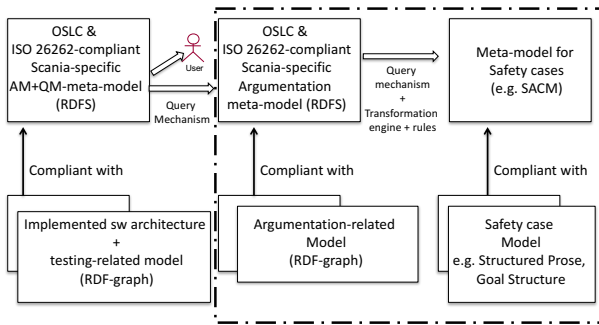 OSLC &
ISO 26262-compliant
Scania-specific
AM+QM-meta-model
(RDFS)
User
Query
Mechanism
OSLC &
ISO 26262-compliant
Scania-specific
Argumentation
meta-model (RDFS)
Query
mechanism
+
Transformation
engine + rules
Meta-model for
Safety cases
(e.g. SACM)
Compliant with
Compliant with
Compliant with
Implemented sw architecture
+
testing-related model
(RDF-graph)
Argumentation-related
Model
(RDF-graph)
Safety case
Model
e.g. Structured Prose,
Goal Structure